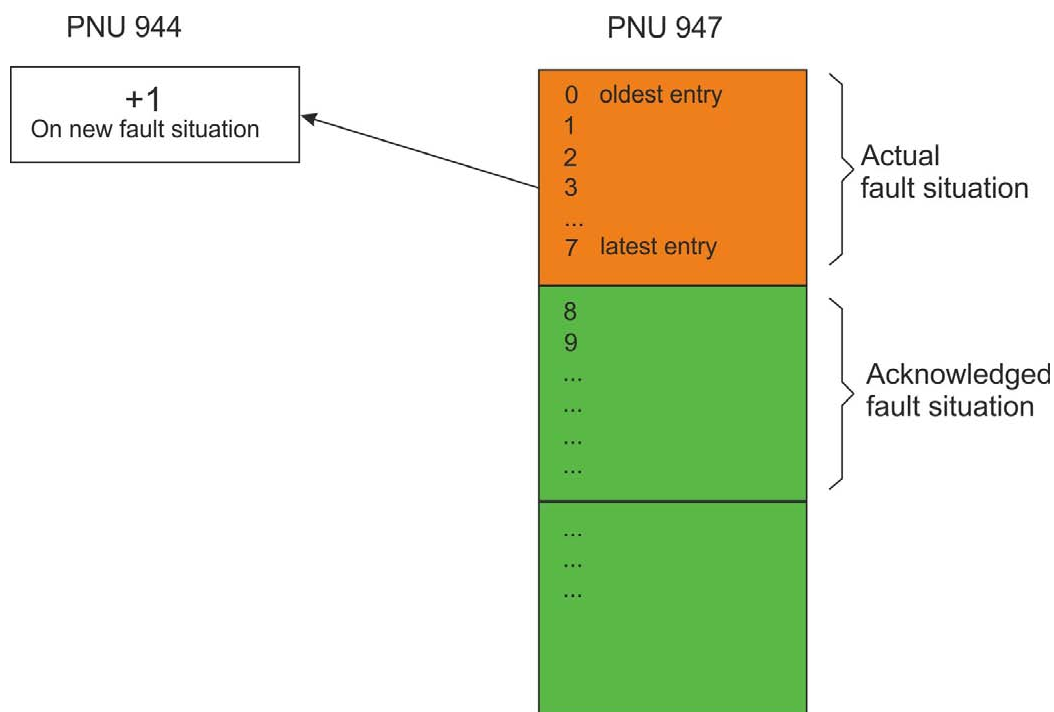 PNU 944
PNU 947
+1
On new fault situation
0 oldest entry
1
2
3
...
7 latest entry
Actual
fault situation
8
9
...
...
...
...
Acknowledged
fault situation
...
...
...